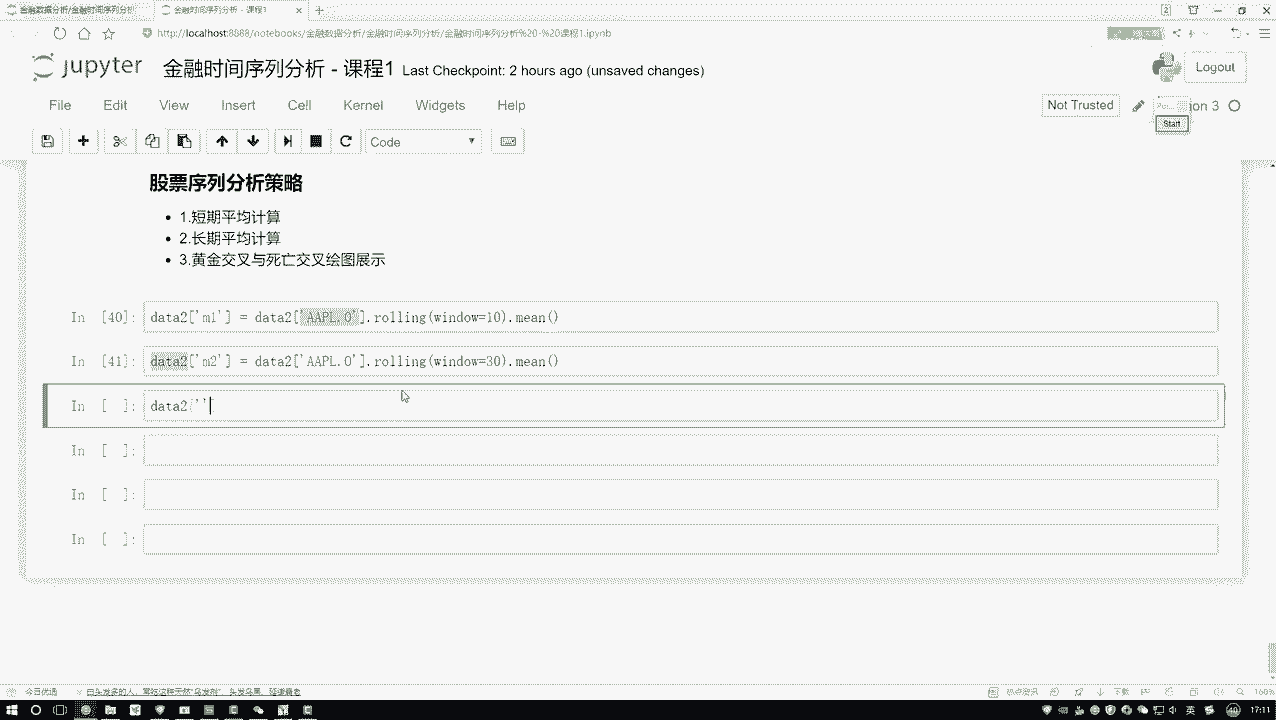 金融数据分析/金融时间序列分析/
金融时间序列分析 - 课程1
http://localhost:8888/notebooks/金融数据分析/金融时间序列分析/金融时间序列分析%20-%20课程1.ipynb
jupyter 金融时间序列分析 - 课程1 Last Checkpoint: 2 hours ago (unsaved changes)
Logout
File Edit View Insert Cell Kernel Widgets Help
Not Trusted
Start
Code
股票序列分析策略
1.短期平均计算
2.长期平均计算
3.黄金交叉与死亡交叉绘图展示
In [40]: data2['m1'] = data2['AAPL.O'].rolling(window=10).mean()
In [41]: data2['m2'] = data2['AAPL.O'].rolling(window=30).mean()
In [ ]: data2[''
In [ ]:
In [ ]:
In [ ]:
今日优选
下载
160%
英
17:11